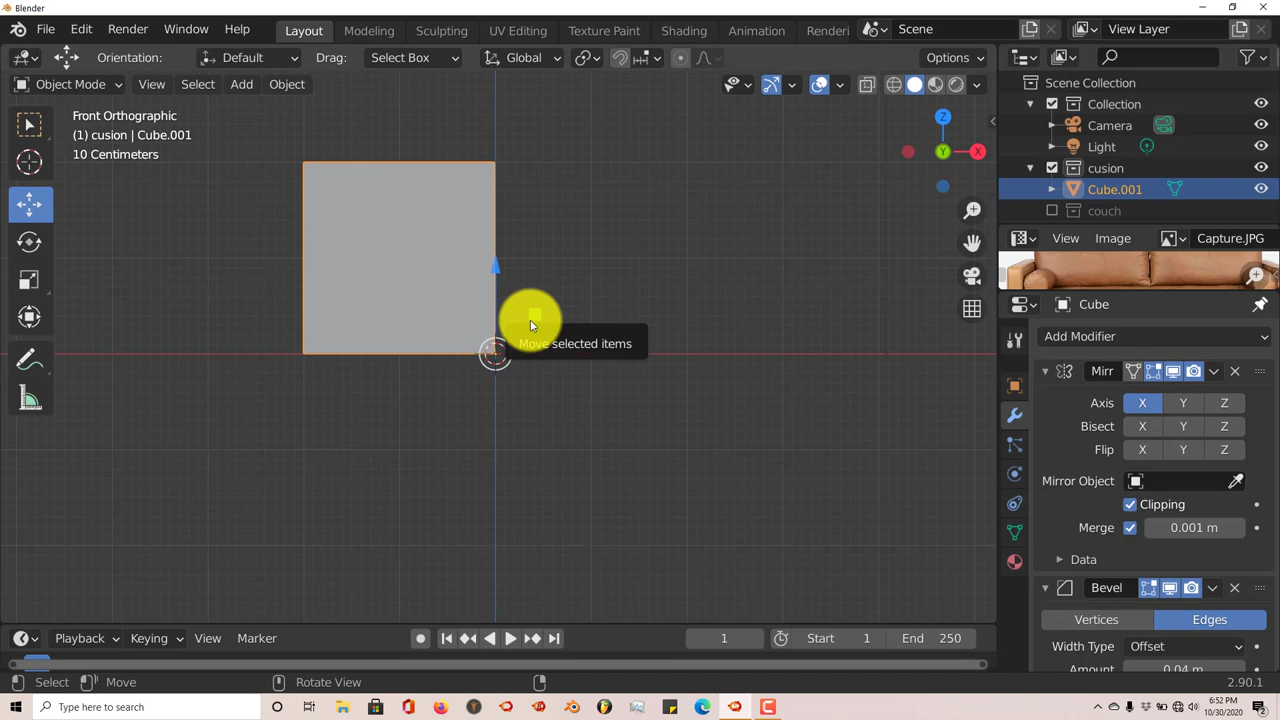 Blender
File Edit Render Window Help Layout Modeling Sculpting UV Editing Texture Paint Shading Animation Renderi Scene View Layer
Orientation: Default Drag: Select Box Global Options
Object Mode View Select Add Object
Scene Collection
Collection
Camera
Light
cusion
Cube.001
couch
Front Orthographic
(1) cusion | Cube.001
10 Centimeters
Z
Y
X
Move selected items
View Image Capture.JPG
Cube
Add Modifier
Mirr
Axis X Y Z
Bisect X Y Z
Flip X Y Z
Mirror Object
Clipping
Merge 0.001 m
Data
Bevel
Vertices Edges
Width Type Offset
Amount 0.04 m
Playback Keying View Marker 1 Start 1 End 250
Select Move Rotate View 2.90.1
Type here to search
6:52 PM
10/30/2020
2